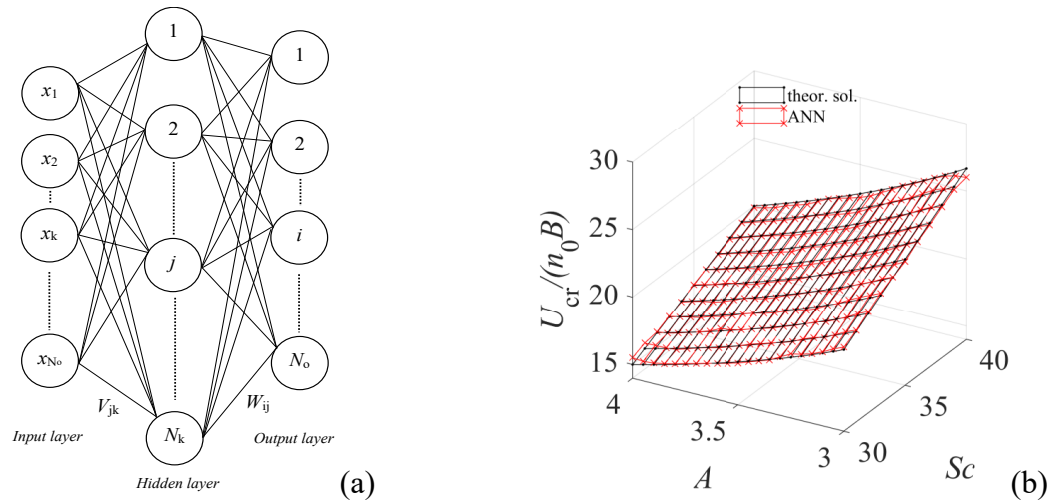 1
x1
1
x2
2
2
xk
j
i
xNo
No
Vjk
Wij
Nk
Input layer
Output layer
Hidden layer
(a)
theor. sol.
ANN
30
25
20
15
Ucr/(n0B)
4
3.5
3
A
30
35
40
Sc
(b)